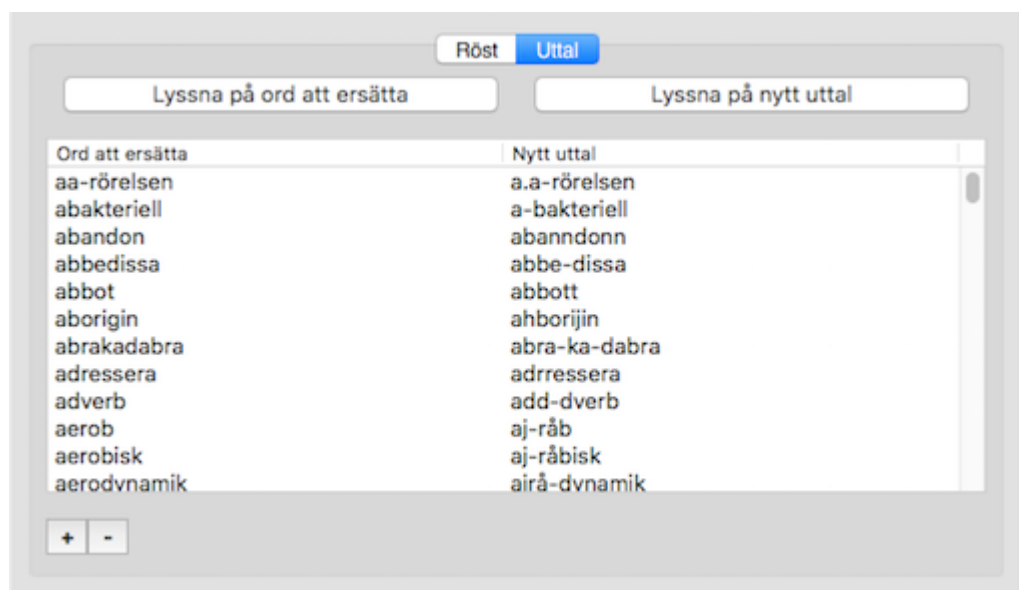 Röst Uttal
Lyssna på ord att ersätta Lyssna på nytt uttal
Ord att ersätta Nytt uttal
aa-rörelsen a.a-rörelsen
abakteriell a-bakteriell
abandon abanndonn
abbedissa abbe-dissa
abbot abbott
aborigin ahborijin
abrakadabra abra-ka-dabra
adressera adrressera
adverb add-dverb
aerob aj-råb
aerobisk aj-råbisk
aerodynamik airå-dynamik
+ -